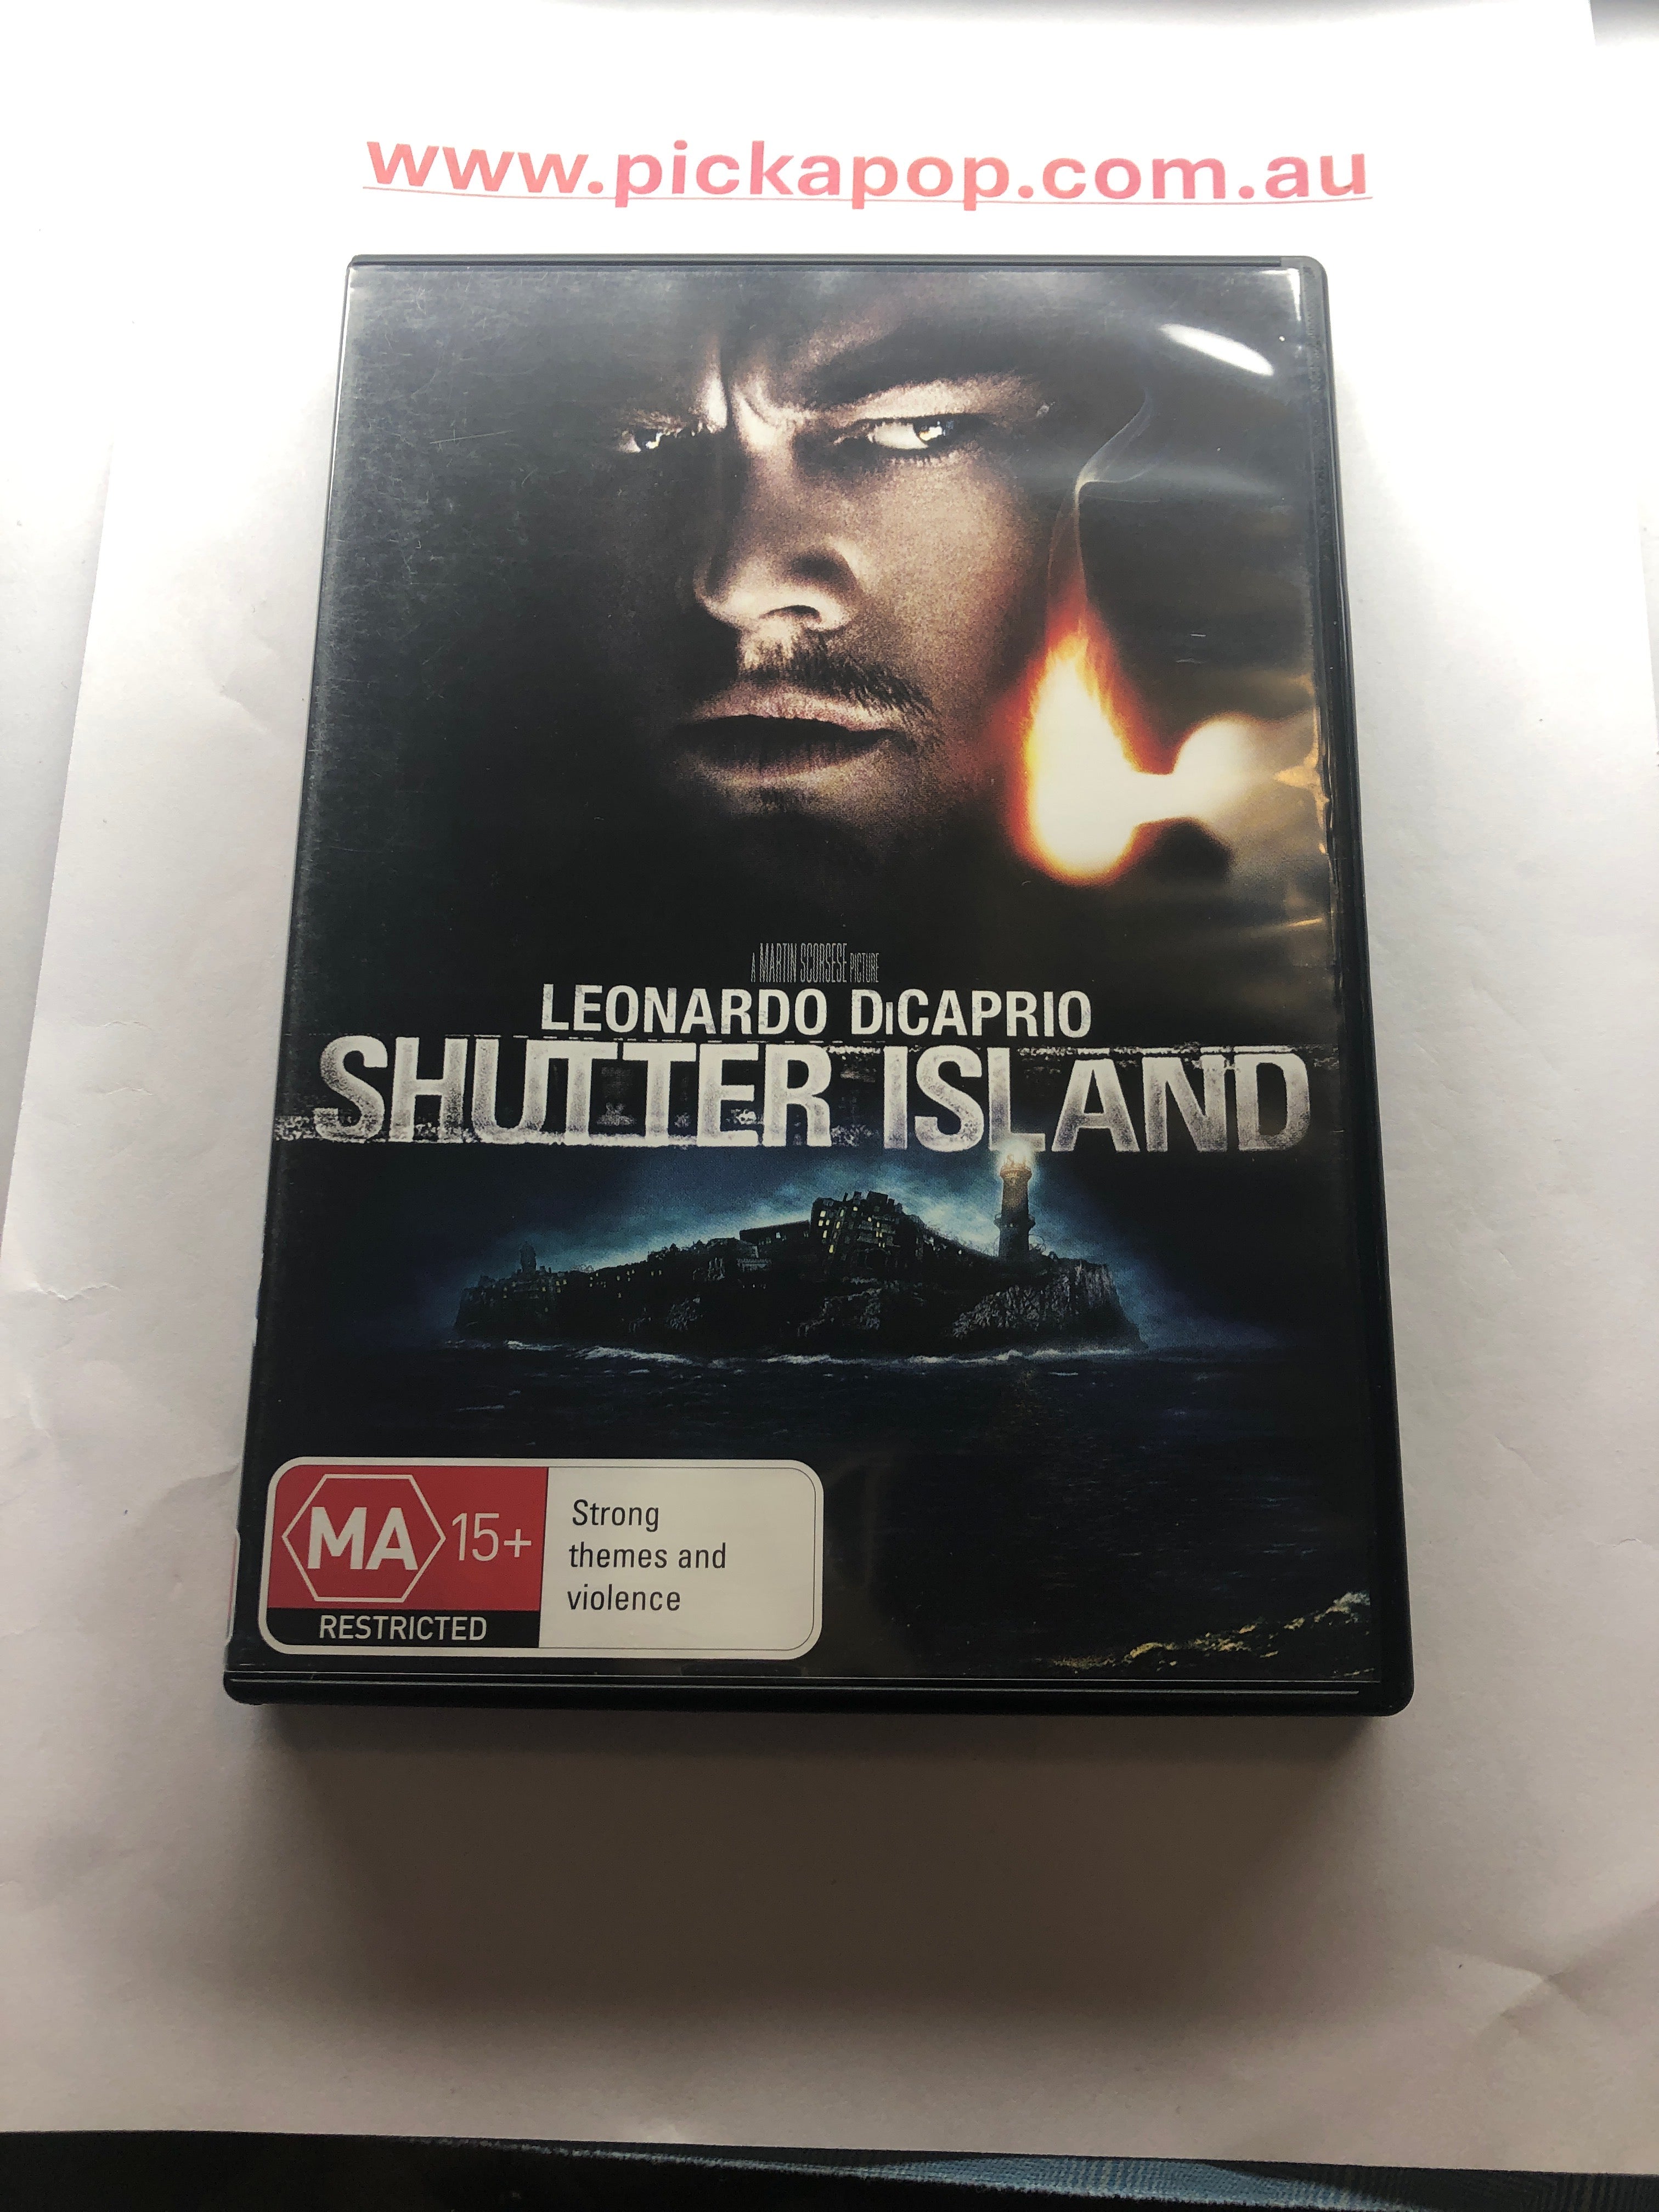 www.pickapop.com.au
A MARTIN SCORSESE PICTURE
LEONARDO DiCAPRIO
SHUTTER ISLAND
MA 15+
RESTRICTED
Strong
themes and
violence